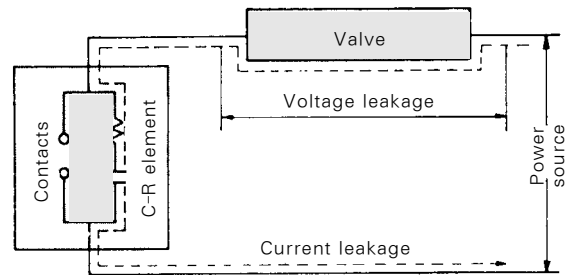 Valve
Voltage leakage
Contacts
C-R element
Power
source
Current leakage